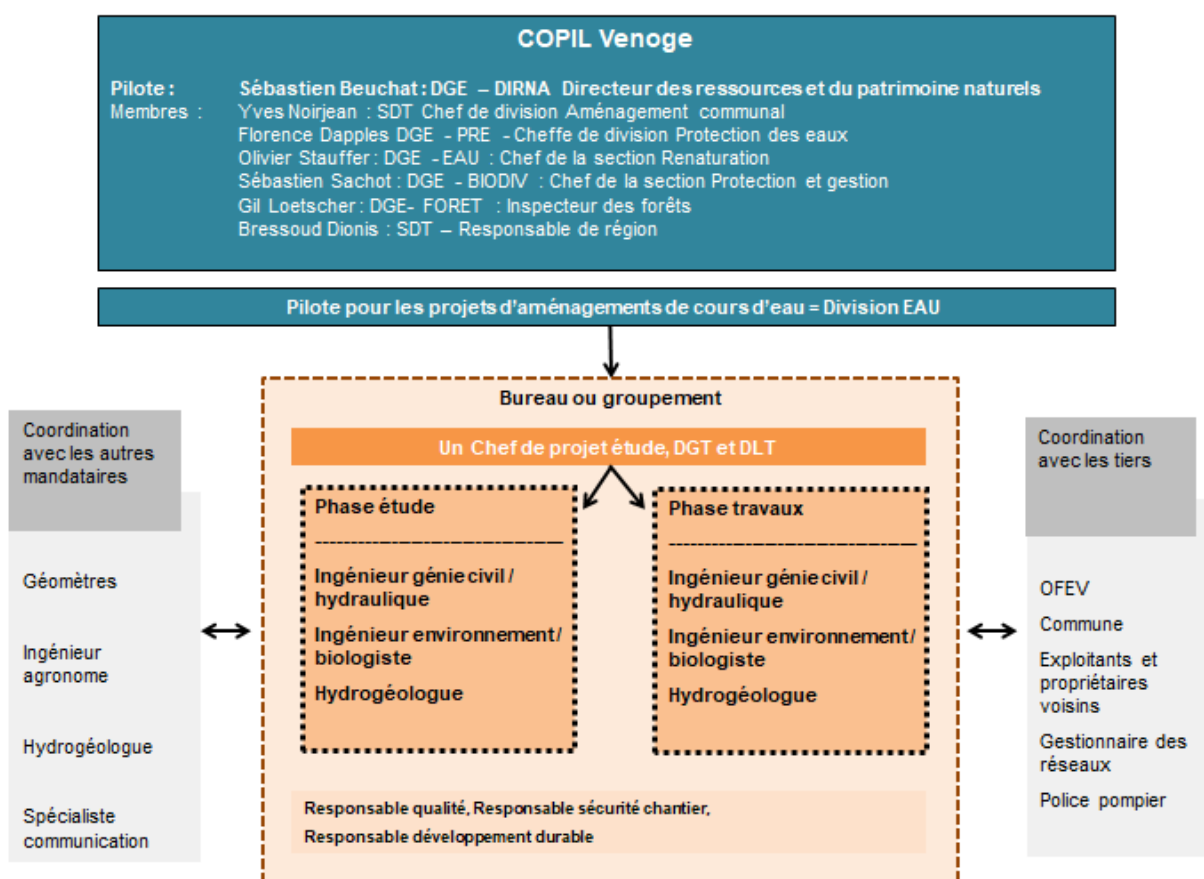 COPIL Venoge
Pilote : Sébastien Beuchat : DGE – DIRNA Directeur des ressources et du patrimoine naturels
Membres : Yves Noirjean : SDT Chef de division Aménagement communal
Florence Dapples DGE - PRE - Cheffe de division Protection des eaux
Olivier Stauffer : DGE - EAU : Chef de la section Renaturation
Sébastien Sachot : DGE - BIODIV : Chef de la section Protection et gestion
Gil Loetscher : DGE- FORET : Inspecteur des forêts
Bressoud Dionis : SDT – Responsable de région
Pilote pour les projets d'aménagements de cours d'eau = Division EAU
Bureau ou groupement
Un Chef de projet étude, DGT et DLT
Coordination
avec les autres
mandataires
Géomètres
Ingénieur
agronome
Hydrogéologue
Spécialiste
communication
Phase étude
Ingénieur génie civil /
hydraulique
Ingénieur environnement /
biologiste
Hydrogéologue
Phase travaux
Ingénieur génie civil /
hydraulique
Ingénieur environnement /
biologiste
Hydrogéologue
Responsable qualité, Responsable sécurité chantier,
Responsable développement durable
Coordination
avec les tiers
OFEV
Commune
Exploitants et
propriétaires
voisins
Gestionnaire des
réseaux
Police pompier